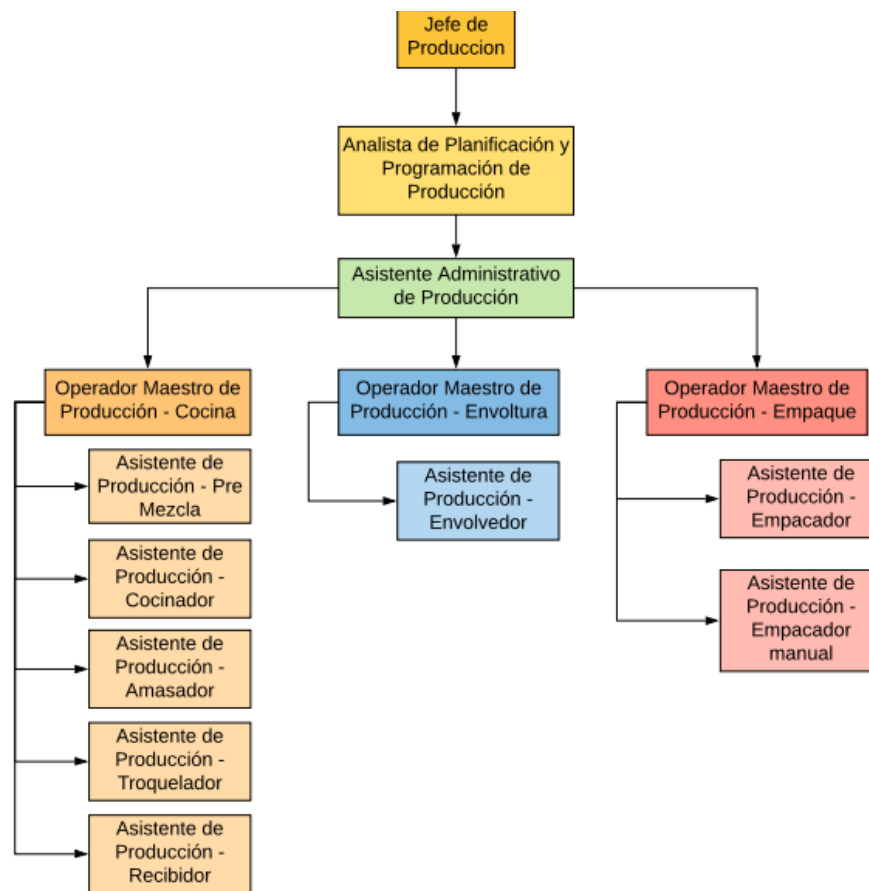 Jefe de
Produccion
Analista de Planificación y
Programación de
Producción
Asistente Administrativo
de Producción
Operador Maestro de
Producción - Cocina
Operador Maestro de
Producción - Envoltura
Operador Maestro de
Producción - Empaque
Asistente de
Producción - Pre
Mezcla
Asistente de
Producción -
Cocinador
Asistente de
Producción -
Amasador
Asistente de
Producción -
Troquelador
Asistente de
Producción -
Recibidor
Asistente de
Producción -
Envolvedor
Asistente de
Producción -
Empacador
Asistente de
Producción -
Empacador
manual